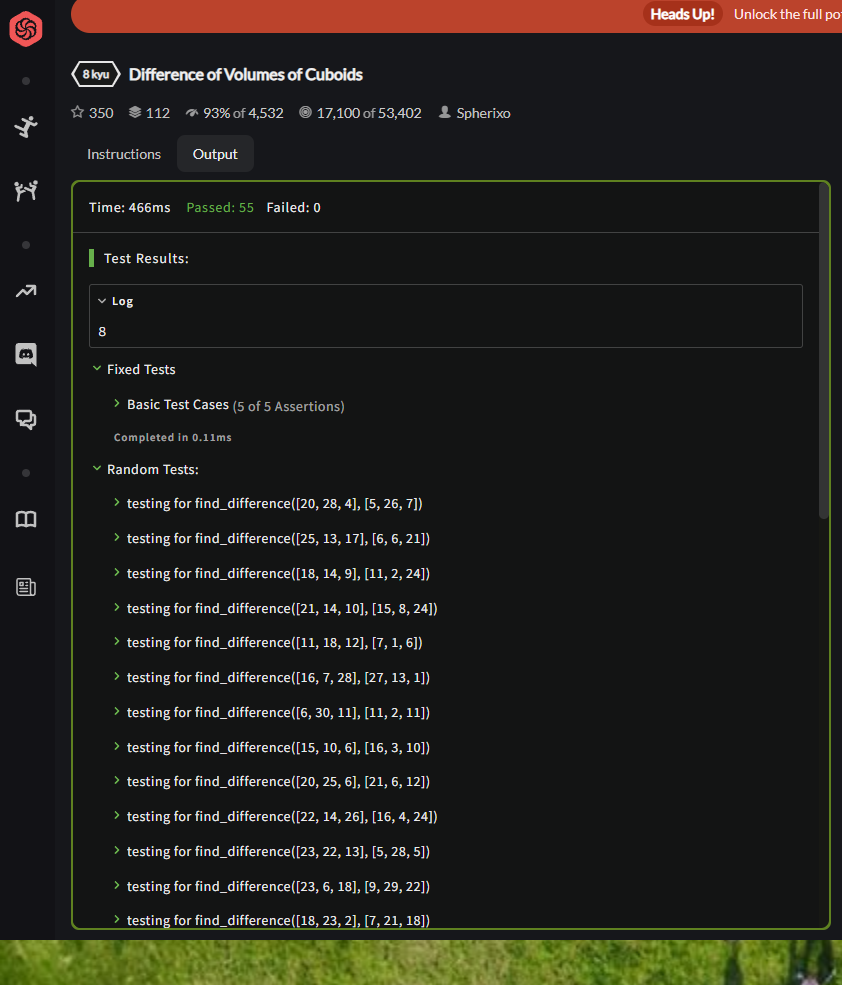 Heads Up! Unlock the full po
8 kyu Difference of Volumes of Cuboids
350 112 93% of 4,532 17,100 of 53,402 Spherixo
Instructions Output
Time: 466ms Passed: 55 Failed: 0
Test Results:
Log
8
Fixed Tests
Basic Test Cases (5 of 5 Assertions)
Completed in 0.11ms
Random Tests:
testing for find_difference([20, 28, 4], [5, 26, 7])
testing for find_difference([25, 13, 17], [6, 6, 21])
testing for find_difference([18, 14, 9], [11, 2, 24])
testing for find_difference([21, 14, 10], [15, 8, 24])
testing for find_difference([11, 18, 12], [7, 1, 6])
testing for find_difference([16, 7, 28], [27, 13, 1])
testing for find_difference([6, 30, 11], [11, 2, 11])
testing for find_difference([15, 10, 6], [16, 3, 10])
testing for find_difference([20, 25, 6], [21, 6, 12])
testing for find_difference([22, 14, 26], [16, 4, 24])
testing for find_difference([23, 22, 13], [5, 28, 5])
testing for find_difference([23, 6, 18], [9, 29, 22])
testing for find_difference([18, 23, 2], [7, 21, 18])